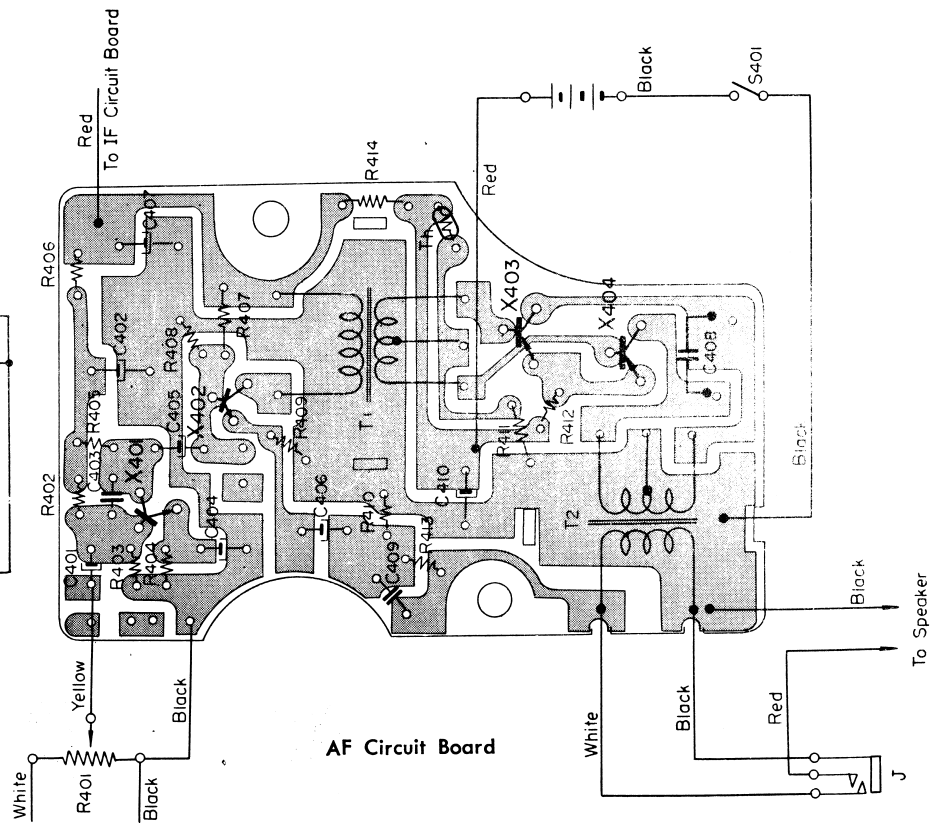 Red
To IF Circuit Board
R406
C407
R414
Red
Black
S401
C402
R407
R408
Th
X403
X404
C408
R405
C405
X402
R409
T1
R411
R412
Black
R402
C403
X401
C404
C406
R410
C410
T2
C401
R403
R404
C409
R413
Black
To Speaker
Yellow
Black
White
R401
Black
AF Circuit Board
White
Black
Red
J